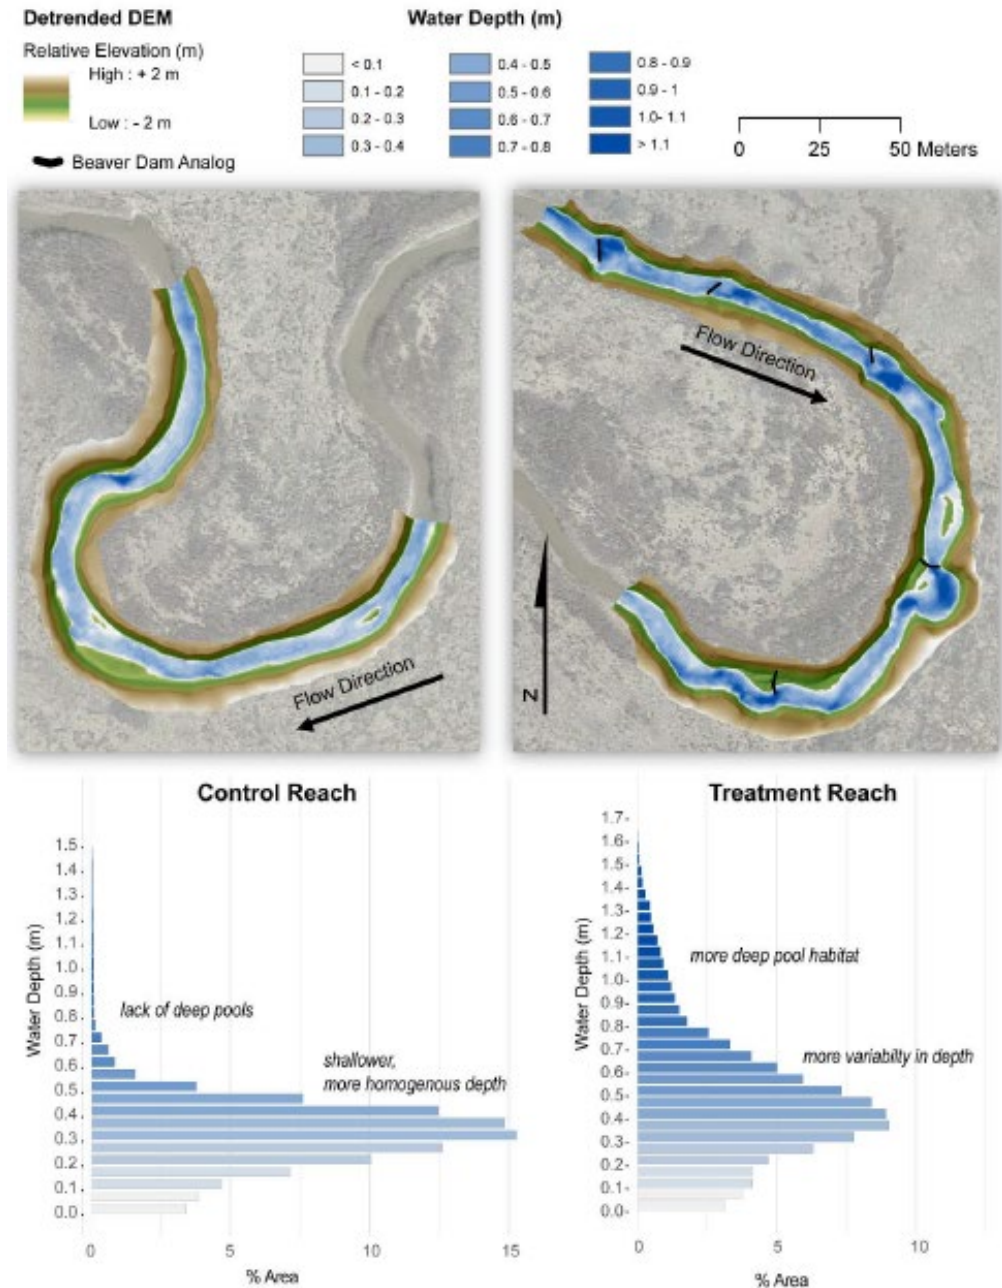 Detrended DEM
Relative Elevation (m)
High : + 2 m
Low : - 2 m
Beaver Dam Analog
Water Depth (m)
< 0.1
0.1 - 0.2
0.2 - 0.3
0.3 - 0.4
0.4 - 0.5
0.5 - 0.6
0.6 - 0.7
0.7 - 0.8
0.8 - 0.9
0.9 - 1
1.0- 1.1
> 1.1
0 25 50 Meters
Flow Direction
Flow Direction
N
Control Reach
Water Depth (m)
1.5
1.4
1.3
1.2
1.1
1.0
0.9
0.8
0.7
0.6
0.5
0.4
0.3
0.2
0.1
0.0
lack of deep pools
shallower,
more homogenous depth
0 5 10 15
% Area
Treatment Reach
Water Depth (m)
1.7
1.6
1.5
1.4
1.3
1.2
1.1
1.0
0.9
0.8
0.7
0.6
0.5
0.4
0.3
0.2
0.1
0.0
more deep pool habitat
more variabilty in depth
0 5 10
% Area